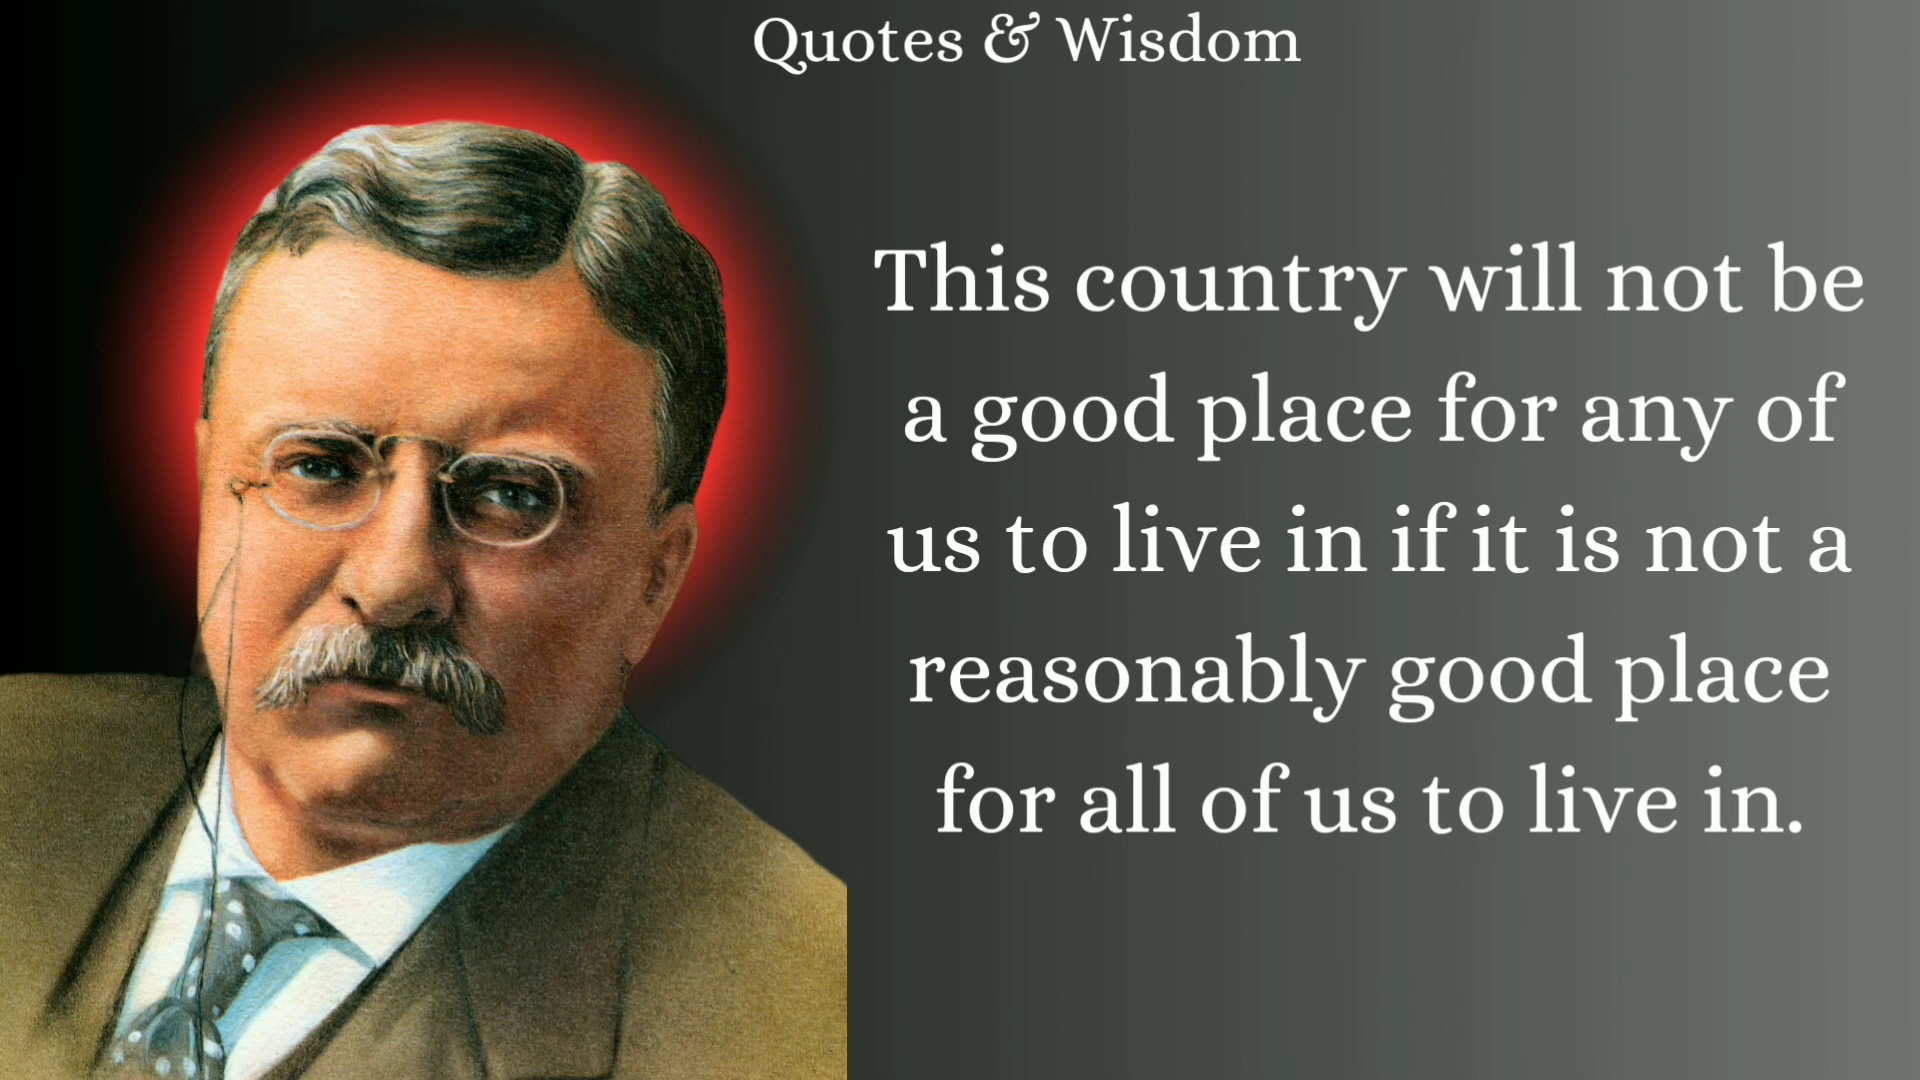 Quotes & Wisdom
This country will not be
a good place for any of
us to live in if it is not a
reasonably good place
for all of us to live in.